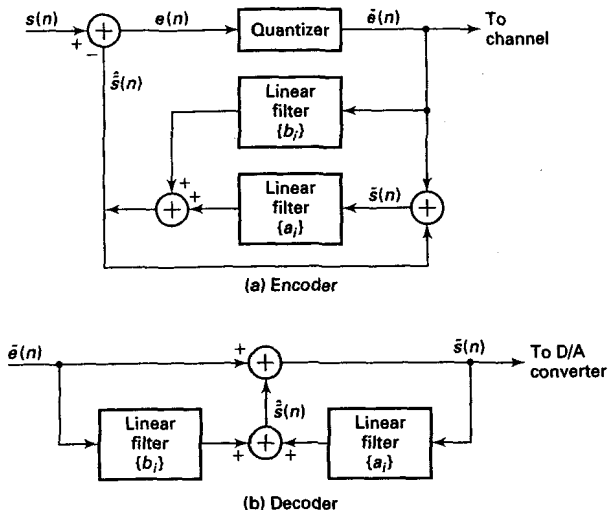 s(n) + − e(n) Quantizer ẽ(n) To channel
ŝ̃(n)
Linear filter {bᵢ}
+ +
Linear filter {aᵢ} s̃(n) +
(a) Encoder
ẽ(n) + s̃(n) To D/A converter
ŝ̃(n)
Linear filter {bᵢ} + + Linear filter {aᵢ}
(b) Decoder